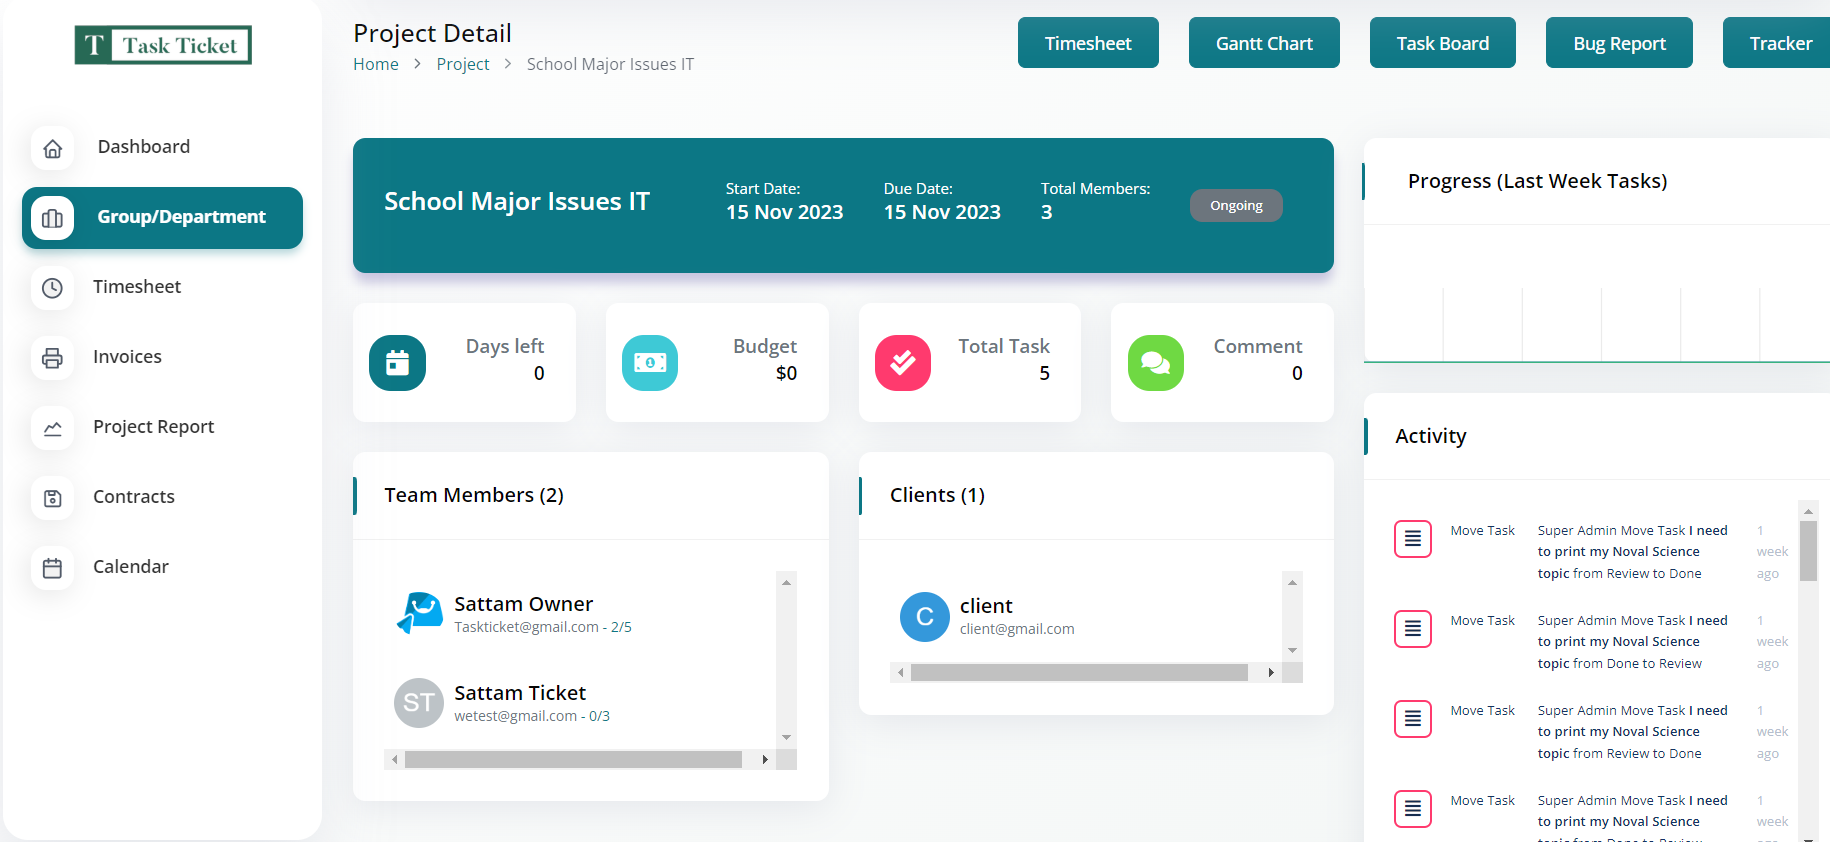 T Task Ticket
Dashboard
Group/Department
Timesheet
Invoices
Project Report
Contracts
Calendar
Project Detail
Home > Project > School Major Issues IT
Timesheet
Gantt Chart
Task Board
Bug Report
Tracker
School Major Issues IT
Start Date:
15 Nov 2023
Due Date:
15 Nov 2023
Total Members:
3
Ongoing
Days left
0
Budget
$0
Total Task
5
Comment
0
Team Members (2)
Sattam Owner
Taskticket@gmail.com - 2/5
ST
Sattam Ticket
wetest@gmail.com - 0/3
Clients (1)
C
client
client@gmail.com
Progress (Last Week Tasks)
Activity
Move Task
Super Admin Move Task I need
to print my Noval Science
topic from Review to Done
1
week
ago
Move Task
Super Admin Move Task I need
to print my Noval Science
topic from Done to Review
1
week
ago
Move Task
Super Admin Move Task I need
to print my Noval Science
topic from Review to Done
1
week
ago
Move Task
Super Admin Move Task I need
to print my Noval Science
topic from Done to Review
1
week